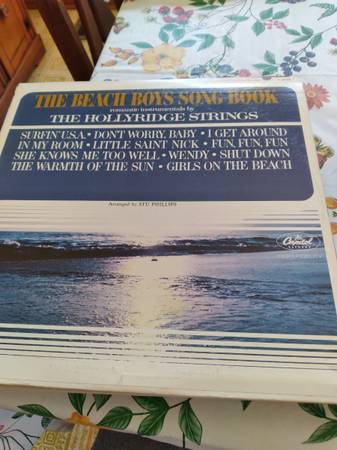 THE BEACH BOYS SONG BOOK
romantic instrumentals by
THE HOLLYRIDGE STRINGS
SURFIN' U.S.A. • DON'T WORRY, BABY • I GET AROUND
IN MY ROOM • LITTLE SAINT NICK • FUN, FUN, FUN
SHE KNOWS ME TOO WELL • WENDY • SHUT DOWN
THE WARMTH OF THE SUN • GIRLS ON THE BEACH
Arranged by STU PHILLIPS
Capitol
RECORDS